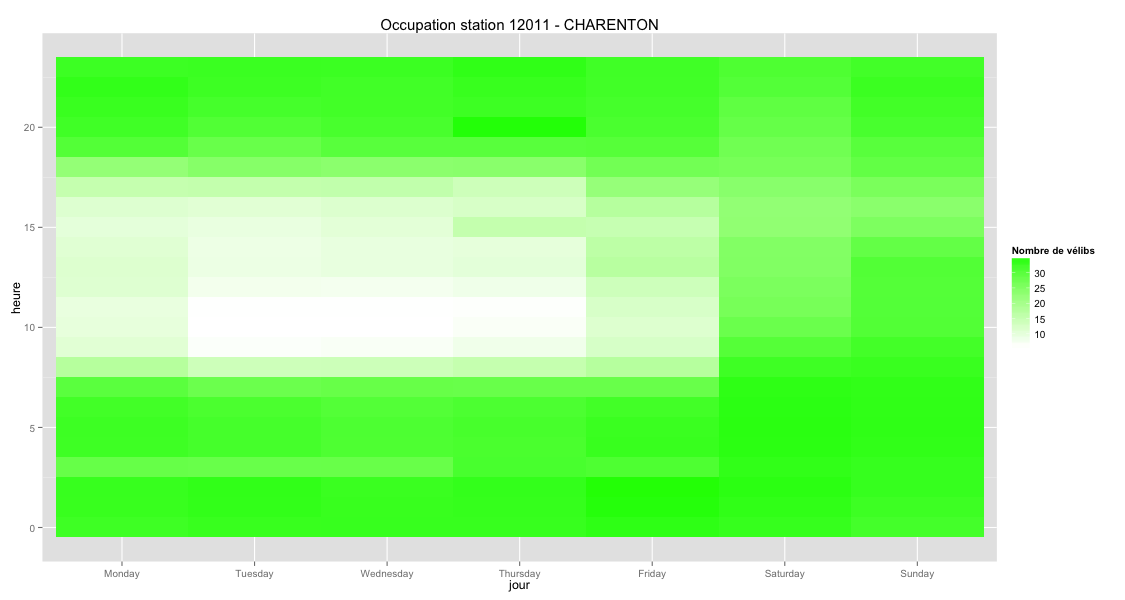 Occupation station 12011 - CHARENTON
heure
20
15
10
5
0
Monday Tuesday Wednesday Thursday Friday Saturday Sunday
jour
Nombre de vélibs
30
25
20
15
10